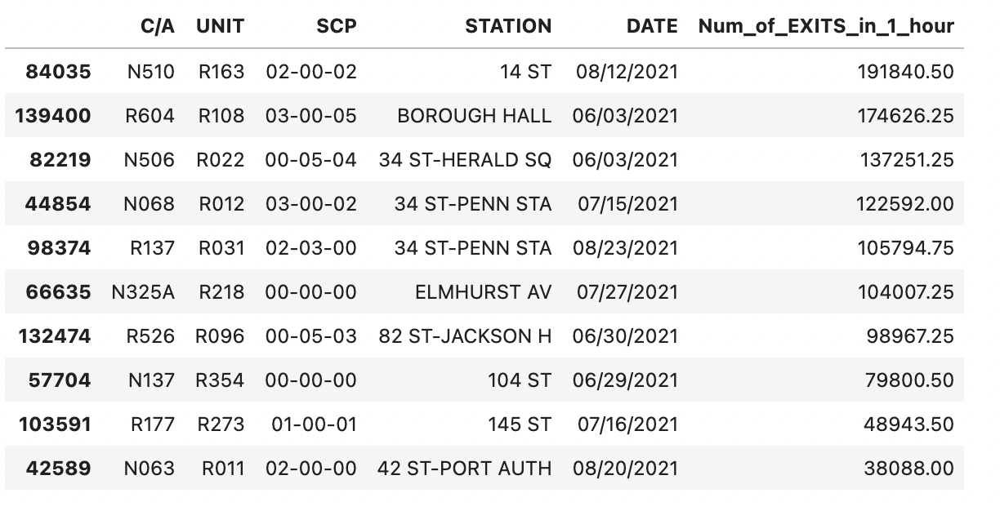 C/A UNIT SCP STATION DATE Num_of_EXITS_in_1_hour
84035 N510 R163 02-00-02 14 ST 08/12/2021 191840.50
139400 R604 R108 03-00-05 BOROUGH HALL 06/03/2021 174626.25
82219 N506 R022 00-05-04 34 ST-HERALD SQ 06/03/2021 137251.25
44854 N068 R012 03-00-02 34 ST-PENN STA 07/15/2021 122592.00
98374 R137 R031 02-03-00 34 ST-PENN STA 08/23/2021 105794.75
66635 N325A R218 00-00-00 ELMHURST AV 07/27/2021 104007.25
132474 R526 R096 00-05-03 82 ST-JACKSON H 06/30/2021 98967.25
57704 N137 R354 00-00-00 104 ST 06/29/2021 79800.50
103591 R177 R273 01-00-01 145 ST 07/16/2021 48943.50
42589 N063 R011 02-00-00 42 ST-PORT AUTH 08/20/2021 38088.00